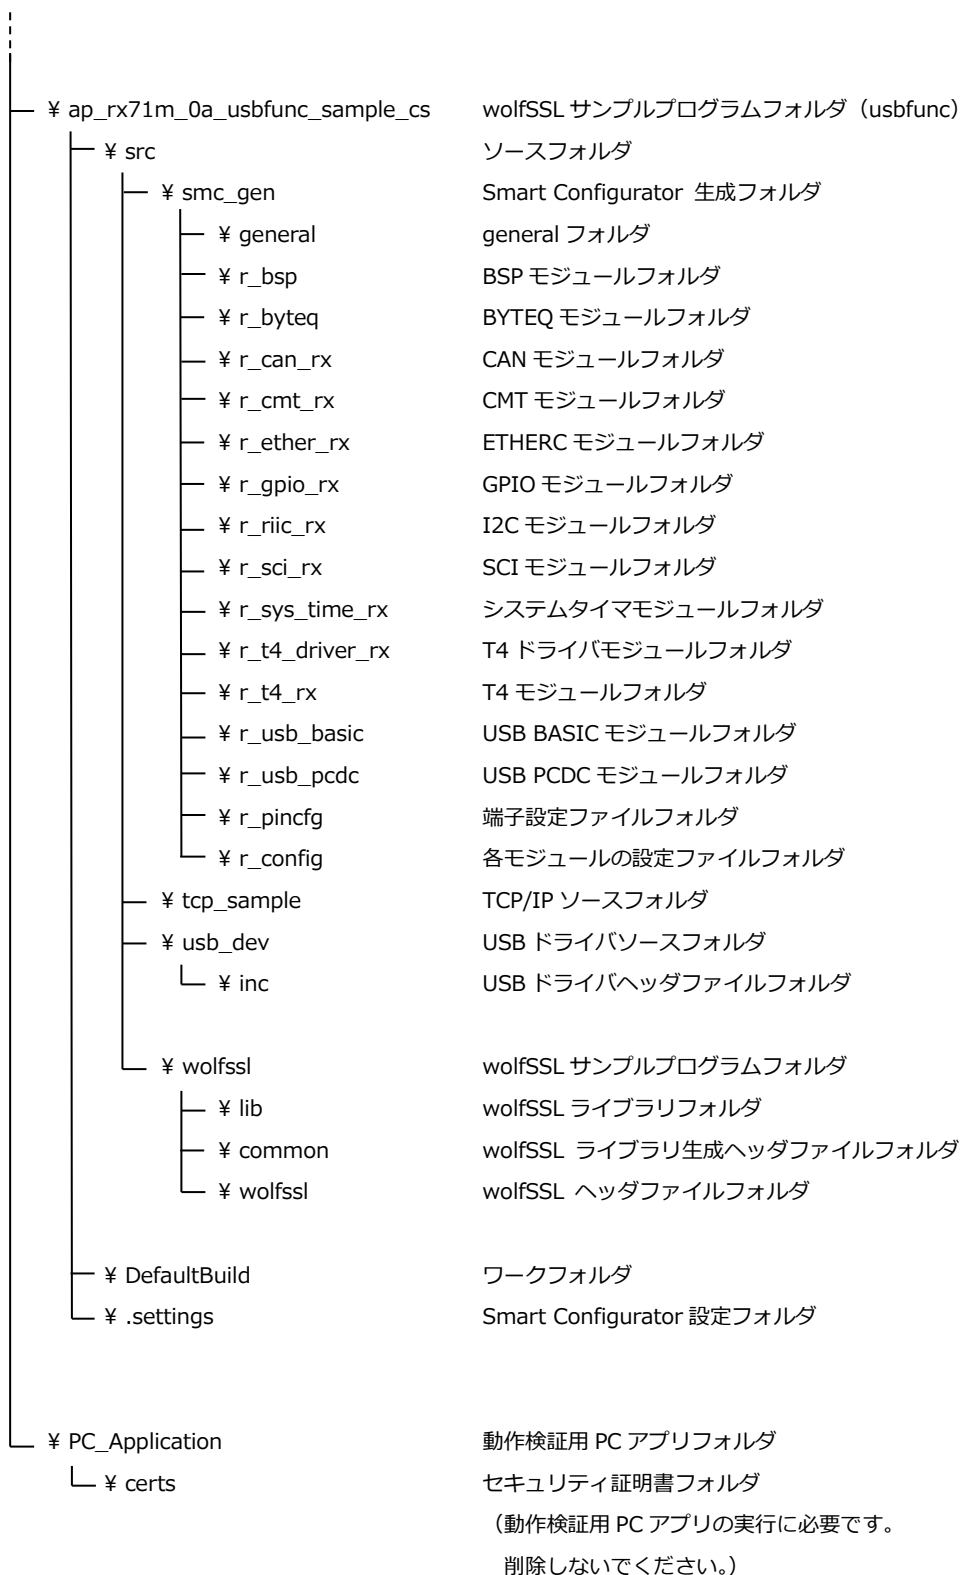 ¥ ap_rx71m_0a_usbfunc_sample_cs wolfSSL サンプルプログラムフォルダ（usbfunc）
¥ src ソースフォルダ
¥ smc_gen Smart Configurator 生成フォルダ
¥ general general フォルダ
¥ r_bsp BSP モジュールフォルダ
¥ r_byteq BYTEQ モジュールフォルダ
¥ r_can_rx CAN モジュールフォルダ
¥ r_cmt_rx CMT モジュールフォルダ
¥ r_ether_rx ETHERC モジュールフォルダ
¥ r_gpio_rx GPIO モジュールフォルダ
¥ r_riic_rx I2C モジュールフォルダ
¥ r_sci_rx SCI モジュールフォルダ
¥ r_sys_time_rx システムタイマモジュールフォルダ
¥ r_t4_driver_rx T4 ドライバモジュールフォルダ
¥ r_t4_rx T4 モジュールフォルダ
¥ r_usb_basic USB BASIC モジュールフォルダ
¥ r_usb_pcdc USB PCDC モジュールフォルダ
¥ r_pincfg 端子設定ファイルフォルダ
¥ r_config 各モジュールの設定ファイルフォルダ
¥ tcp_sample TCP/IP ソースフォルダ
¥ usb_dev USB ドライバソースフォルダ
¥ inc USB ドライバヘッダファイルフォルダ
¥ wolfssl wolfSSL サンプルプログラムフォルダ
¥ lib wolfSSL ライブラリフォルダ
¥ common wolfSSL ライブラリ生成ヘッダファイルフォルダ
¥ wolfssl wolfSSL ヘッダファイルフォルダ
¥ DefaultBuild ワークフォルダ
¥ .settings Smart Configurator 設定フォルダ
¥ PC_Application 動作検証用 PC アプリフォルダ
¥ certs セキュリティ証明書フォルダ
（動作検証用 PC アプリの実行に必要です。
削除しないでください。）